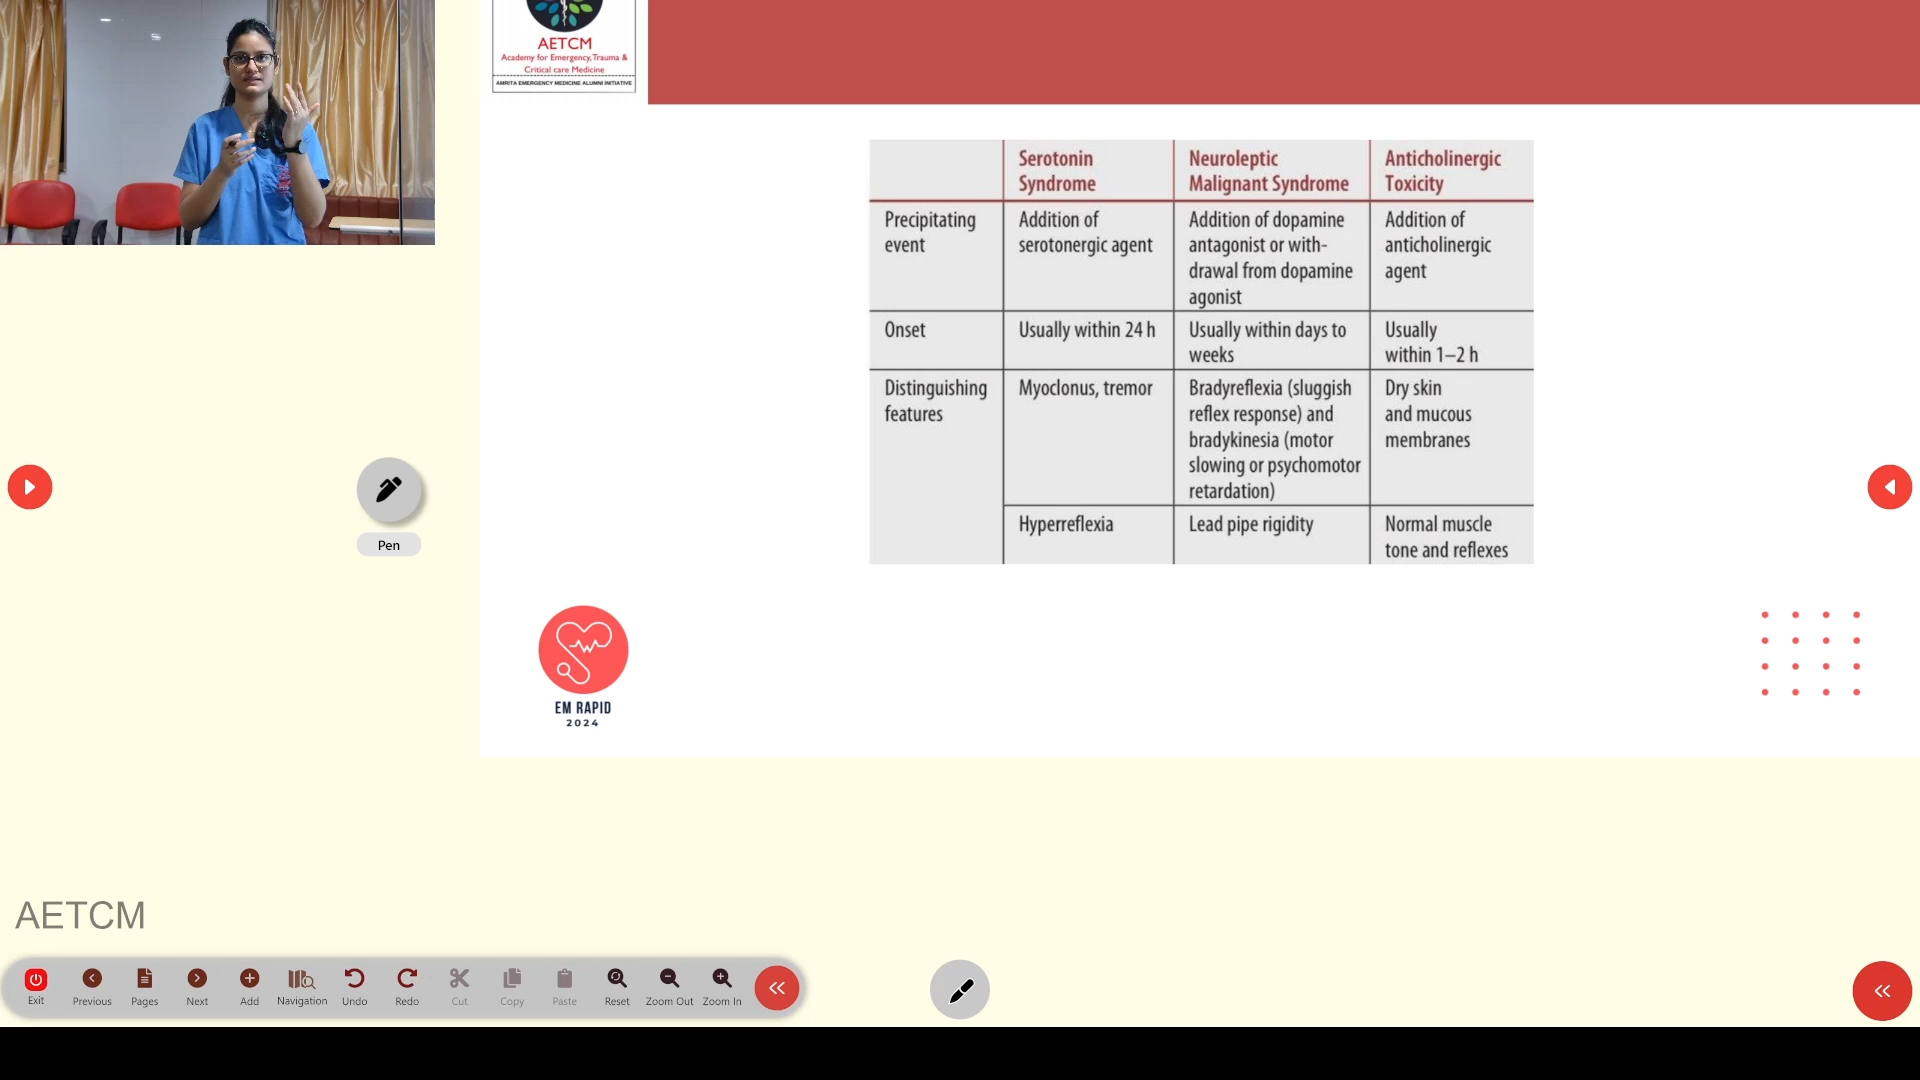 AETCM
Academy for Emergency, Trauma &
Critical care Medicine
AMRITA EMERGENCY MEDICINE ALUMNI INITIATIVE
Serotonin
Syndrome
Neuroleptic
Malignant Syndrome
Anticholinergic
Toxicity
Precipitating
event
Addition of
serotonergic agent
Addition of dopamine
antagonist or with-
drawal from dopamine
agonist
Addition of
anticholinergic
agent
Onset
Usually within 24 h
Usually within days to
weeks
Usually
within 1–2 h
Distinguishing
features
Myoclonus, tremor
Bradyreflexia (sluggish
reflex response) and
bradykinesia (motor
slowing or psychomotor
retardation)
Dry skin
and mucous
membranes
Hyperreflexia
Lead pipe rigidity
Normal muscle
tone and reflexes
Pen
EM RAPID
2024
AETCM
Exit
Previous
Pages
Next
Add
Navigation
Undo
Redo
Cut
Copy
Paste
Reset
Zoom Out
Zoom In